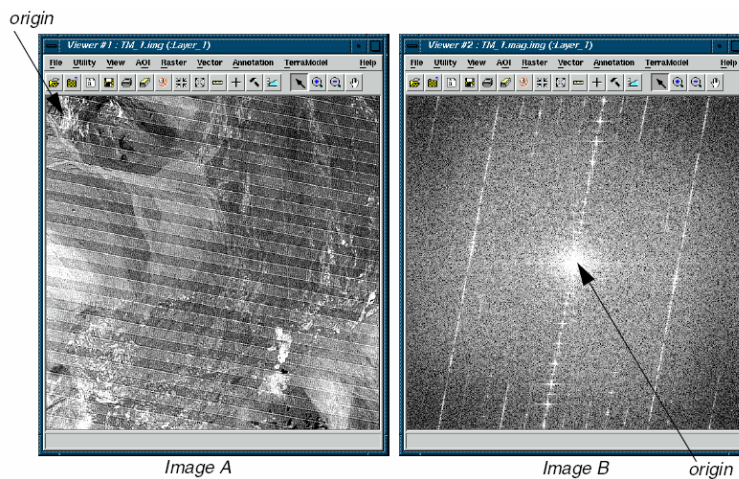 origin
Viewer #1 : TM_1.img (:Layer_1)
File Utility View AOI Raster Vector Annotation TerraModel Help
Viewer #2 : TM_1.mag.img (:Layer_1)
File Utility View AOI Raster Vector Annotation TerraModel Help
Image A
Image B
origin